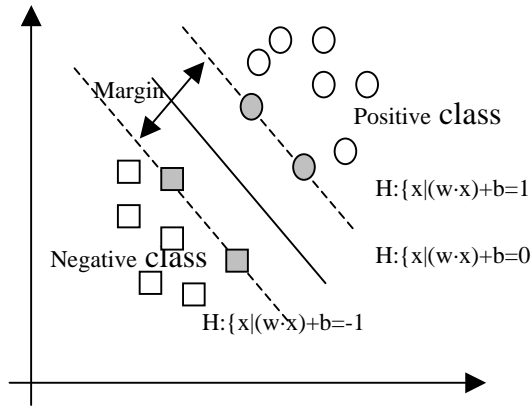 Margin
Positive class
H:{x|(w·x)+b=1
H:{x|(w·x)+b=0
Negative class
H:{x|(w·x)+b=-1